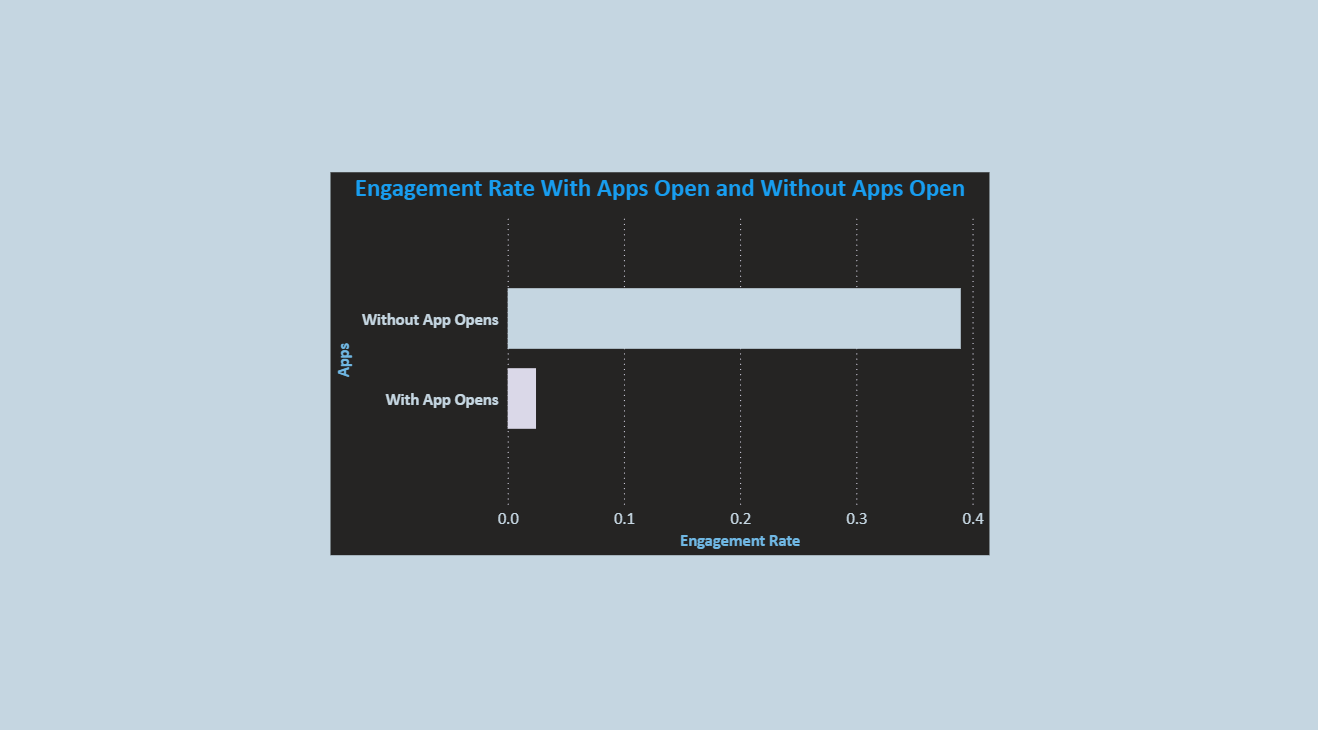 Engagement Rate With Apps Open and Without Apps Open
Without App Opens
Apps
With App Opens
0.0 0.1 0.2 0.3 0.4
Engagement Rate